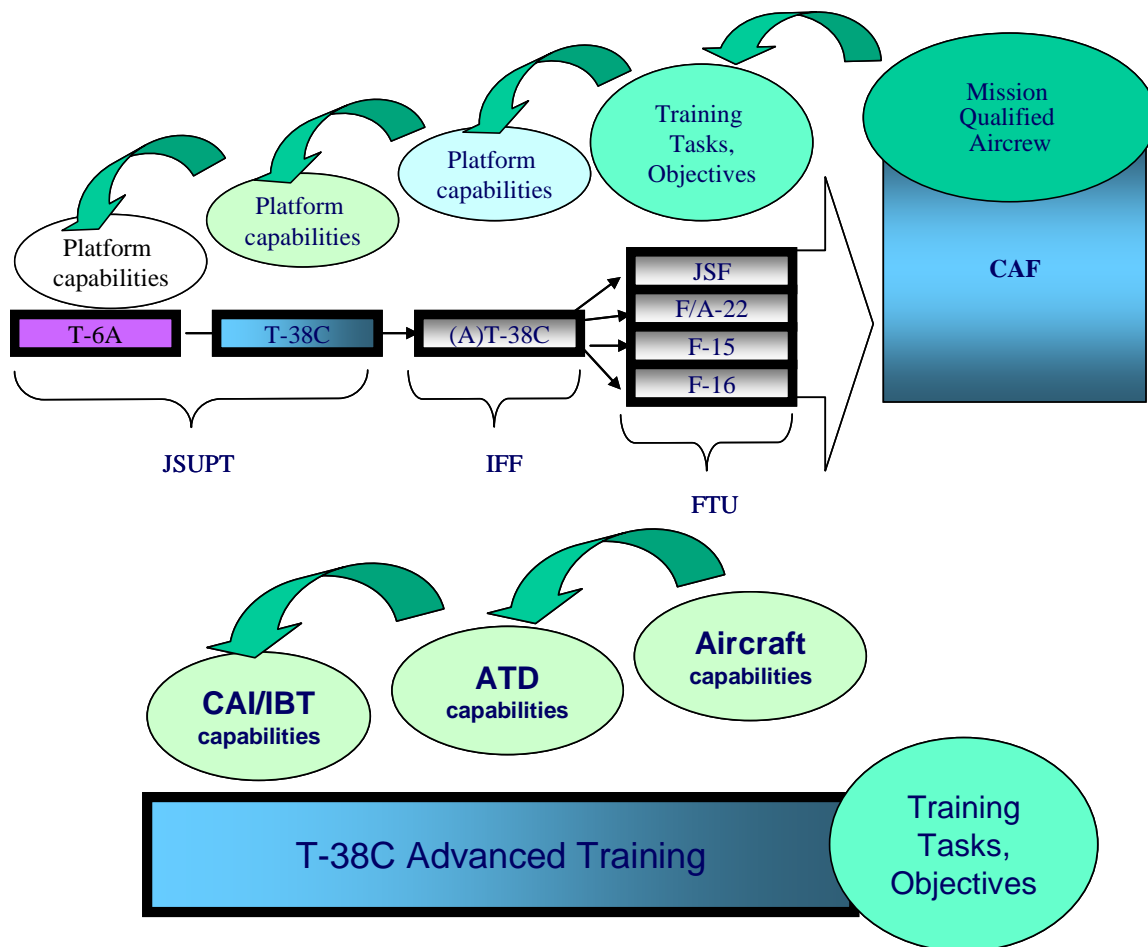 Mission
Qualified
Aircrew
Training
Tasks,
Objectives
Platform
capabilities
Platform
capabilities
Platform
capabilities
CAF
JSF
F/A-22
F-15
F-16
T-6A
T-38C
(A)T-38C
JSUPT
IFF
FTU
Aircraft
capabilities
ATD
capabilities
CAI/IBT
capabilities
T-38C Advanced Training
Training
Tasks,
Objectives